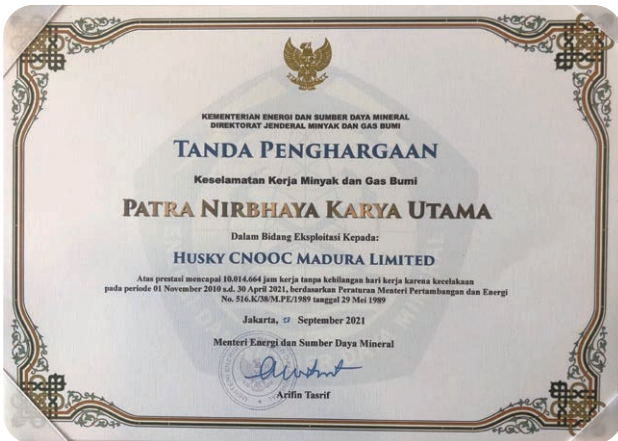 KEMENTERIAN ENERGI DAN SUMBER DAYA MINERAL
DIREKTORAT JENDERAL MINYAK DAN GAS BUMI
TANDA PENGHARGAAN
Keselamatan Kerja Minyak dan Gas Bumi
PATRA NIRBHAYA KARYA UTAMA
Dalam Bidang Eksploitasi Kepada:
HUSKY CNOOC MADURA LIMITED
Atas prestasi mencapai 10.014.664 jam kerja tanpa kehilangan hari kerja karena kecelakaan
pada periode 01 November 2010 s.d. 30 April 2021, berdasarkan Peraturan Menteri Pertambangan dan Energi
No. 516.K/38/M.PE/1989 tanggal 29 Mei 1989
Jakarta, September 2021
Menteri Energi dan Sumber Daya Mineral
Arifin Tasrif